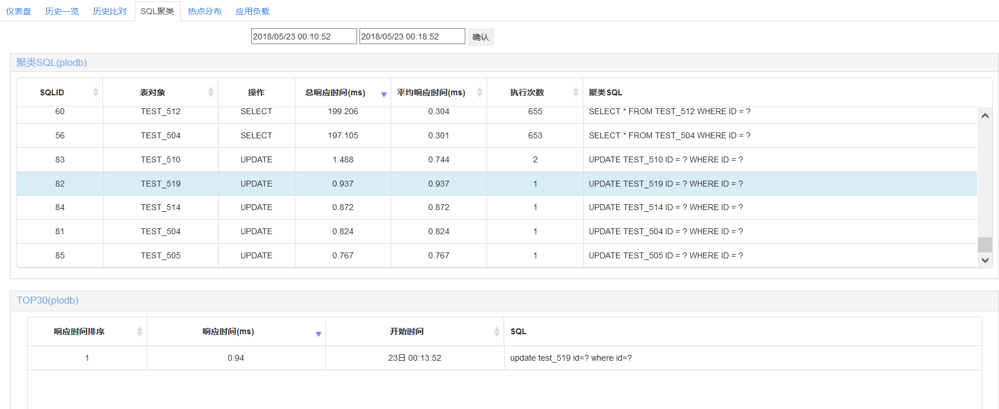 仪表盘 历史一览 历史比对 SQL聚类 热点分布 应用负载
2018/05/23 00:10:52 2018/05/23 00:18:52 确认
聚类SQL(plodb)
SQLID 表对象 操作 总响应时间(ms) 平均响应时间(ms) 执行次数 聚类SQL
60 TEST_512 SELECT 199.206 0.304 655 SELECT * FROM TEST_512 WHERE ID = ?
56 TEST_504 SELECT 197.105 0.301 653 SELECT * FROM TEST_504 WHERE ID = ?
83 TEST_510 UPDATE 1.488 0.744 2 UPDATE TEST_510 ID = ? WHERE ID = ?
82 TEST_519 UPDATE 0.937 0.937 1 UPDATE TEST_519 ID = ? WHERE ID = ?
84 TEST_514 UPDATE 0.872 0.872 1 UPDATE TEST_514 ID = ? WHERE ID = ?
81 TEST_504 UPDATE 0.824 0.824 1 UPDATE TEST_504 ID = ? WHERE ID = ?
85 TEST_505 UPDATE 0.767 0.767 1 UPDATE TEST_505 ID = ? WHERE ID = ?
TOP30(plodb)
响应时间排序 响应时间(ms) 开始时间 SQL
1 0.94 23日 00:13:52 update test_519 id=? where id=?